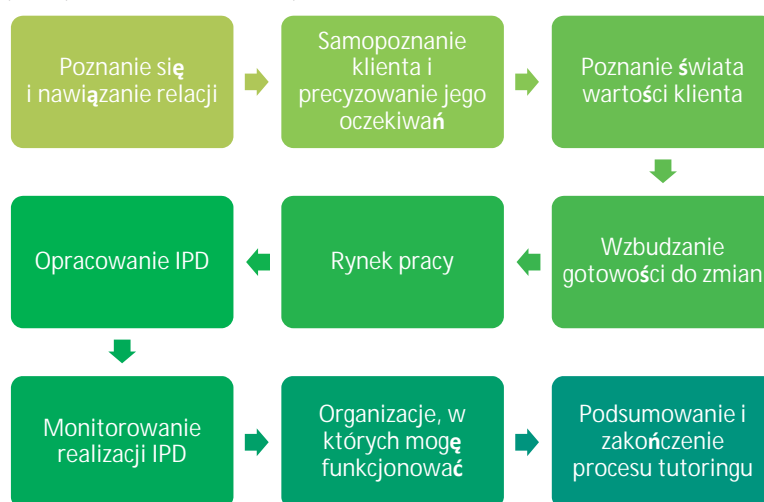 Poznanie się
i nawiązanie relacji
Samopoznanie
klienta i
precyzowanie jego
oczekiwań
Poznanie świata
wartości klienta
Wzbudzanie
gotowości do zmian
Rynek pracy
Opracowanie IPD
Monitorowanie
realizacji IPD
Organizacje, w
których mogę
funkcjonować
Podsumowanie i
zakończenie
procesu tutoringu